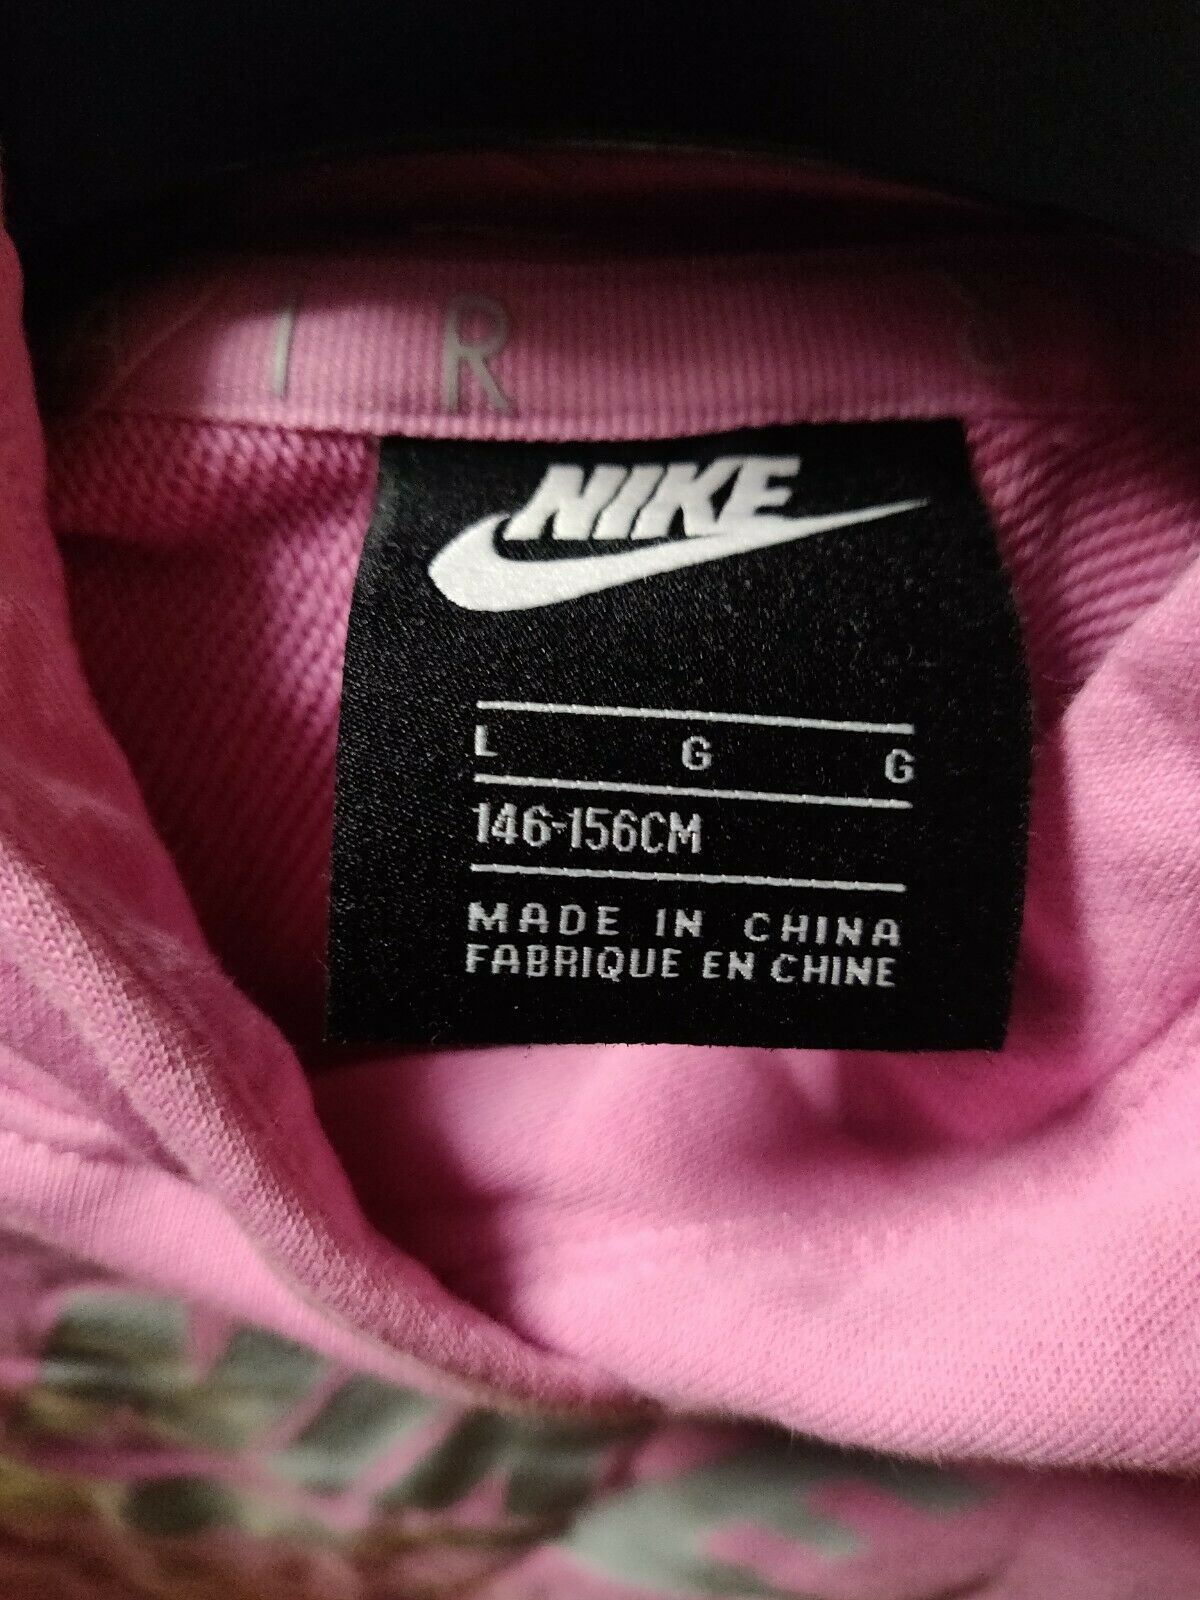 I R
NIKE
L G G
146-156CM
MADE IN CHINA
FABRIQUE EN CHINE